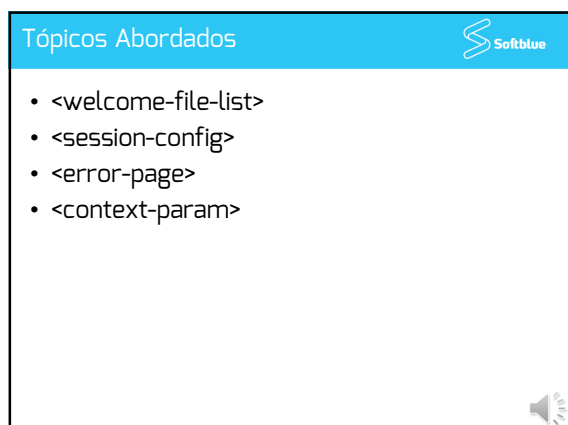 Tópicos Abordados
Softblue
• <welcome-file-list>
• <session-config>
• <error-page>
• <context-param>